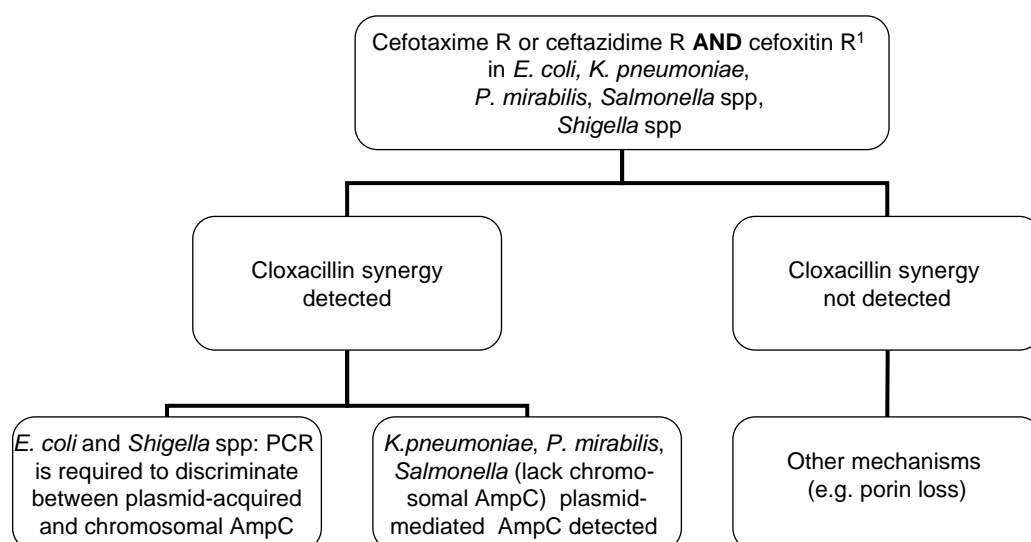 Cefotaxime R or ceftazidime R AND cefoxitin R¹
in E. coli, K. pneumoniae,
P. mirabilis, Salmonella spp,
Shigella spp
Cloxacillin synergy
detected
Cloxacillin synergy
not detected
E. coli and Shigella spp: PCR
is required to discriminate
between plasmid-acquired
and chromosomal AmpC
K.pneumoniae, P. mirabilis,
Salmonella (lack chromo-
somal AmpC) plasmid-
mediated AmpC detected
Other mechanisms
(e.g. porin loss)